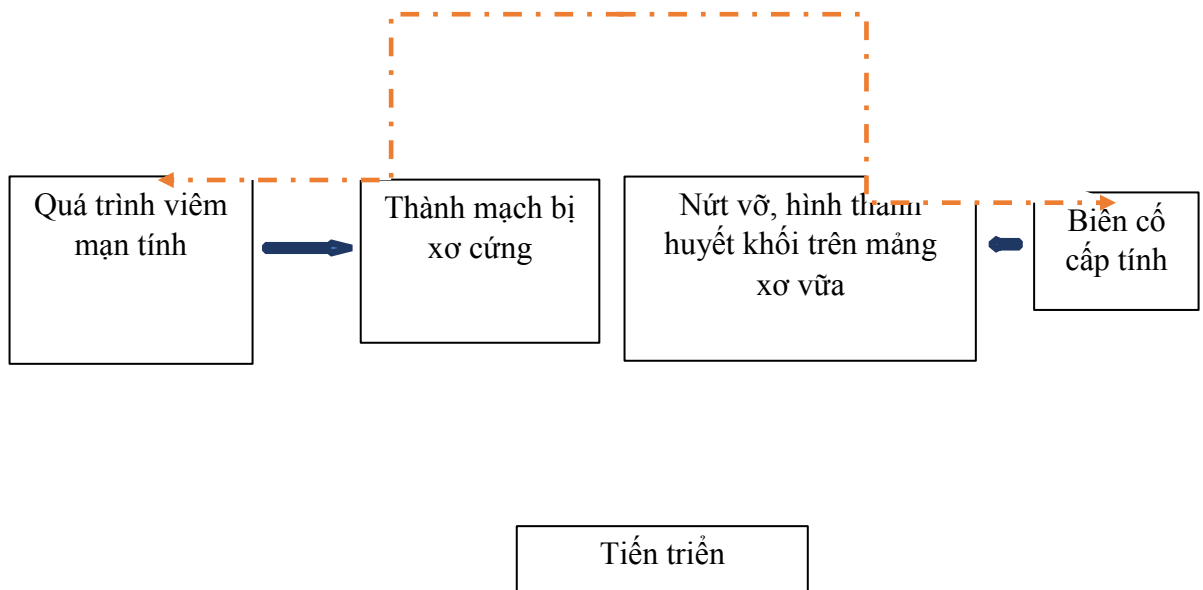 Quá trình viêm
mạn tính
Thành mạch bị
xơ cứng
Nứt vỡ, hình thành
huyết khối trên mảng
xơ vữa
Biến cố
cấp tính
Tiến triển